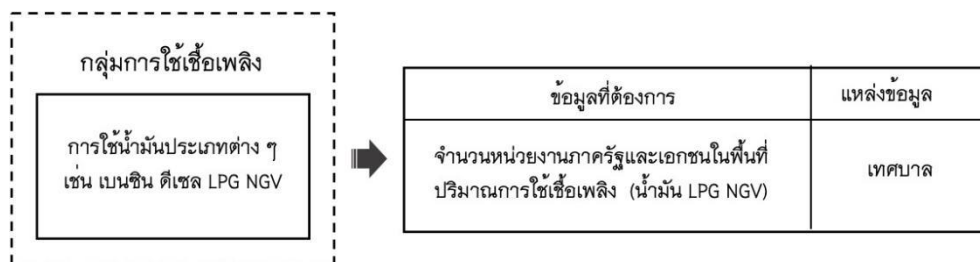 กลุ่มการใช้เชื้อเพลิง
การใช้น้ำมันประเภทต่าง ๆ
เช่น เบนซิน ดีเซล LPG NGV
ข้อมูลที่ต้องการ
แหล่งข้อมูล
จำนวนหน่วยงานภาครัฐและเอกชนในพื้นที่
ปริมาณการใช้เชื้อเพลิง (น้ำมัน LPG NGV)
เทศบาล